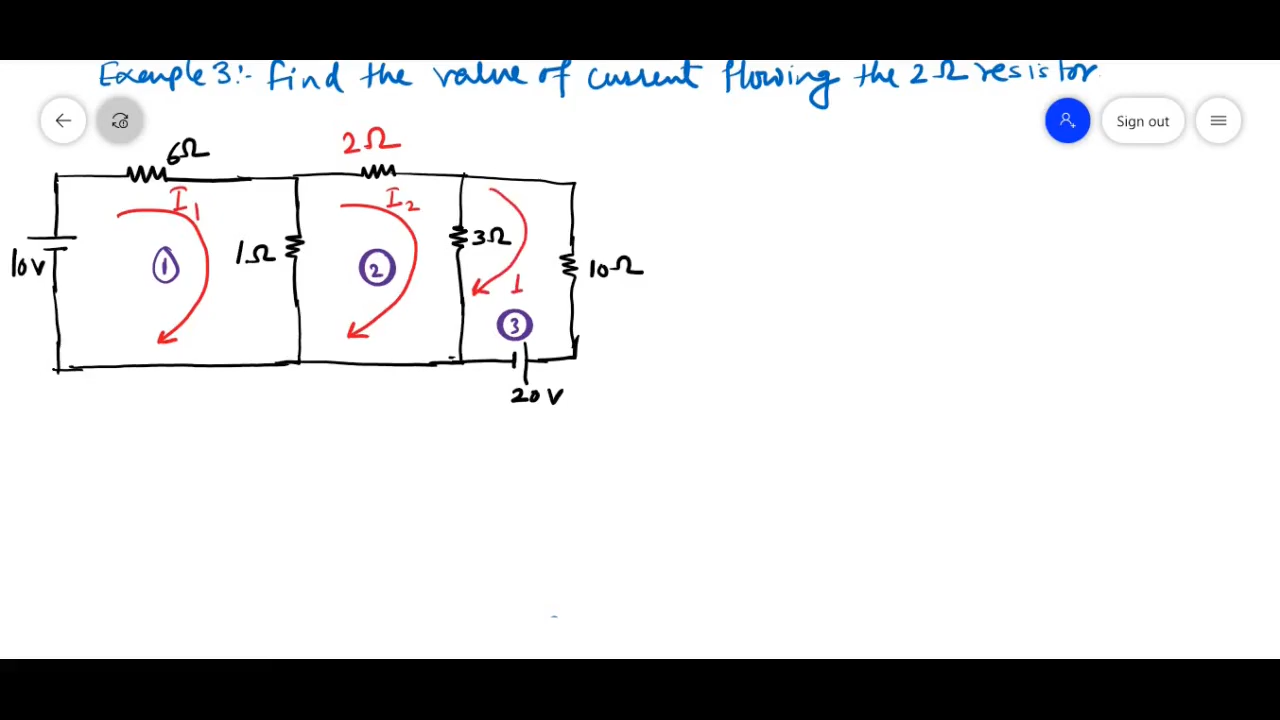 Example 3:- Find the value of current flowing the 2Ω resistor
Sign out
6Ω
2Ω
I1
I2
10V
1
1Ω
2
3Ω
I
10Ω
3
20V